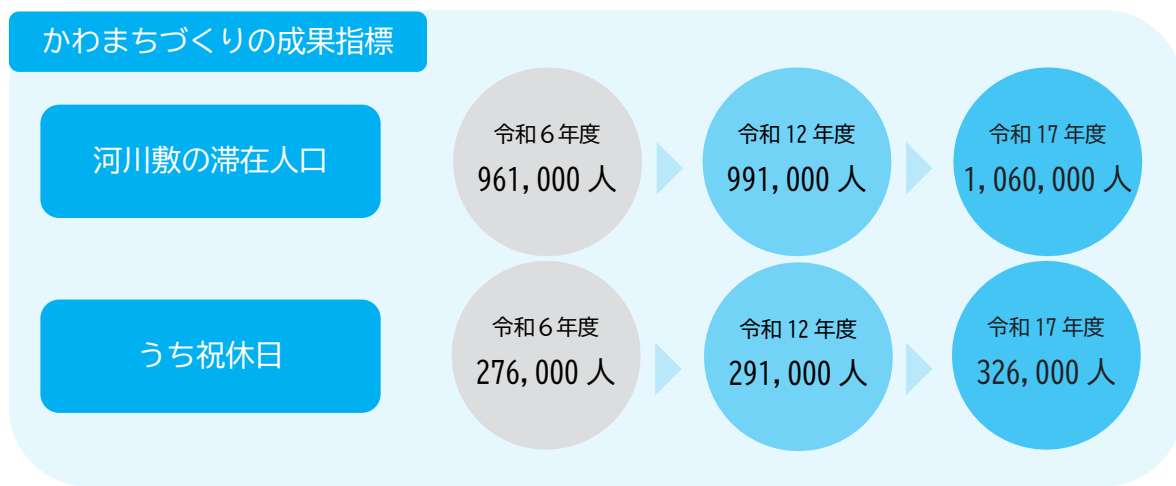 かわまちづくりの成果指標
河川敷の滞在人口
令和６年度
961,000 人
令和 12 年度
991,000 人
令和 17 年度
1,060,000 人
うち祝休日
令和６年度
276,000 人
令和 12 年度
291,000 人
令和 17 年度
326,000 人